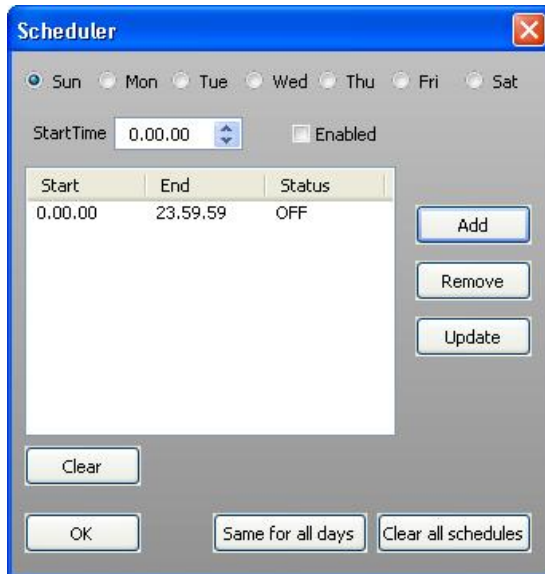 Scheduler
Sun Mon Tue Wed Thu Fri Sat
StartTime 0.00.00 Enabled
Start End Status
0.00.00 23.59.59 OFF
Add
Remove
Update
Clear
OK Same for all days Clear all schedules